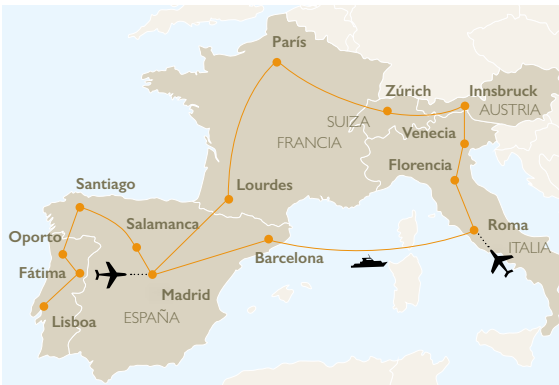 París
Zúrich
Innsbruck
AUSTRIA
SUIZA
Venecia
FRANCIA
Florencia
Santiago
Lourdes
Salamanca
Roma
Oporto
ITALIA
Barcelona
Fátima
Madrid
Lisboa
ESPAÑA